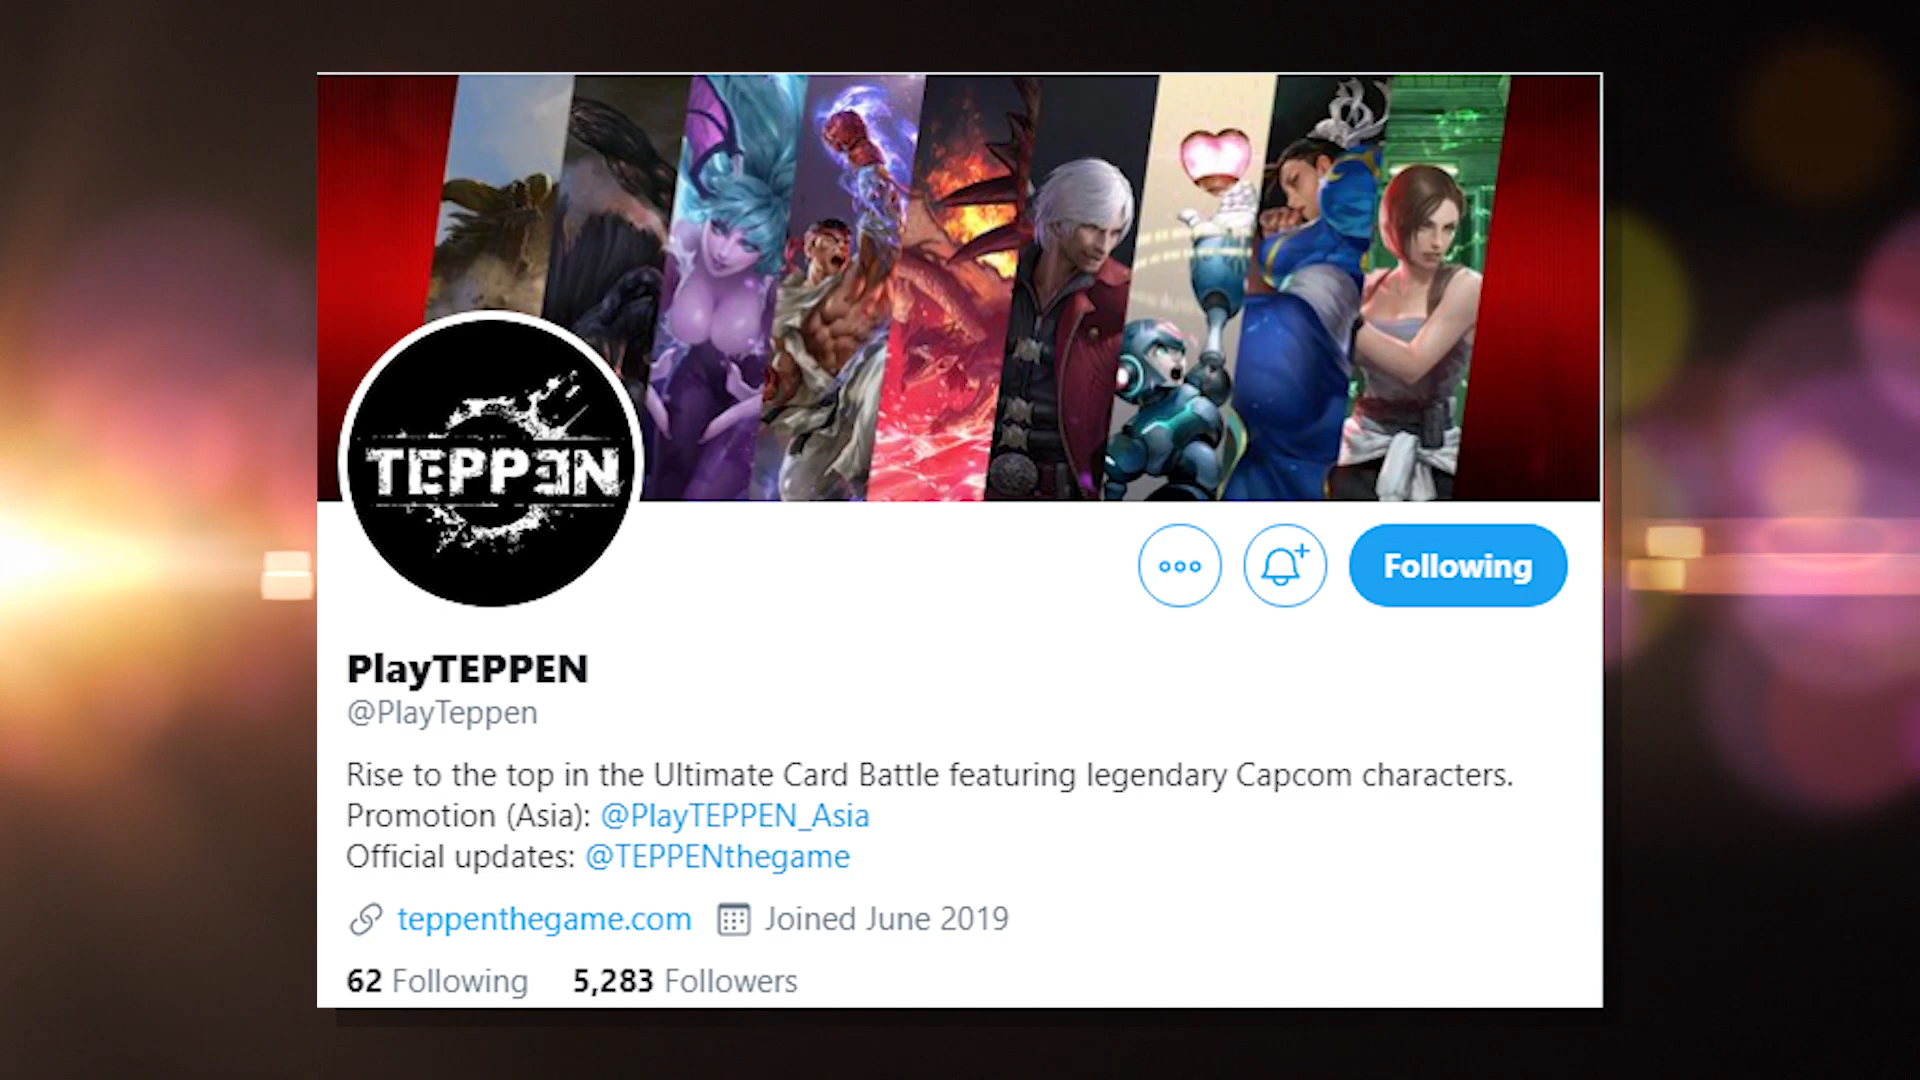 TEPPEN
Following
PlayTEPPEN
@PlayTeppen
Rise to the top in the Ultimate Card Battle featuring legendary Capcom characters.
Promotion (Asia): @PlayTEPPEN_Asia
Official updates: @TEPPENthegame
teppenthegame.com Joined June 2019
62 Following 5,283 Followers